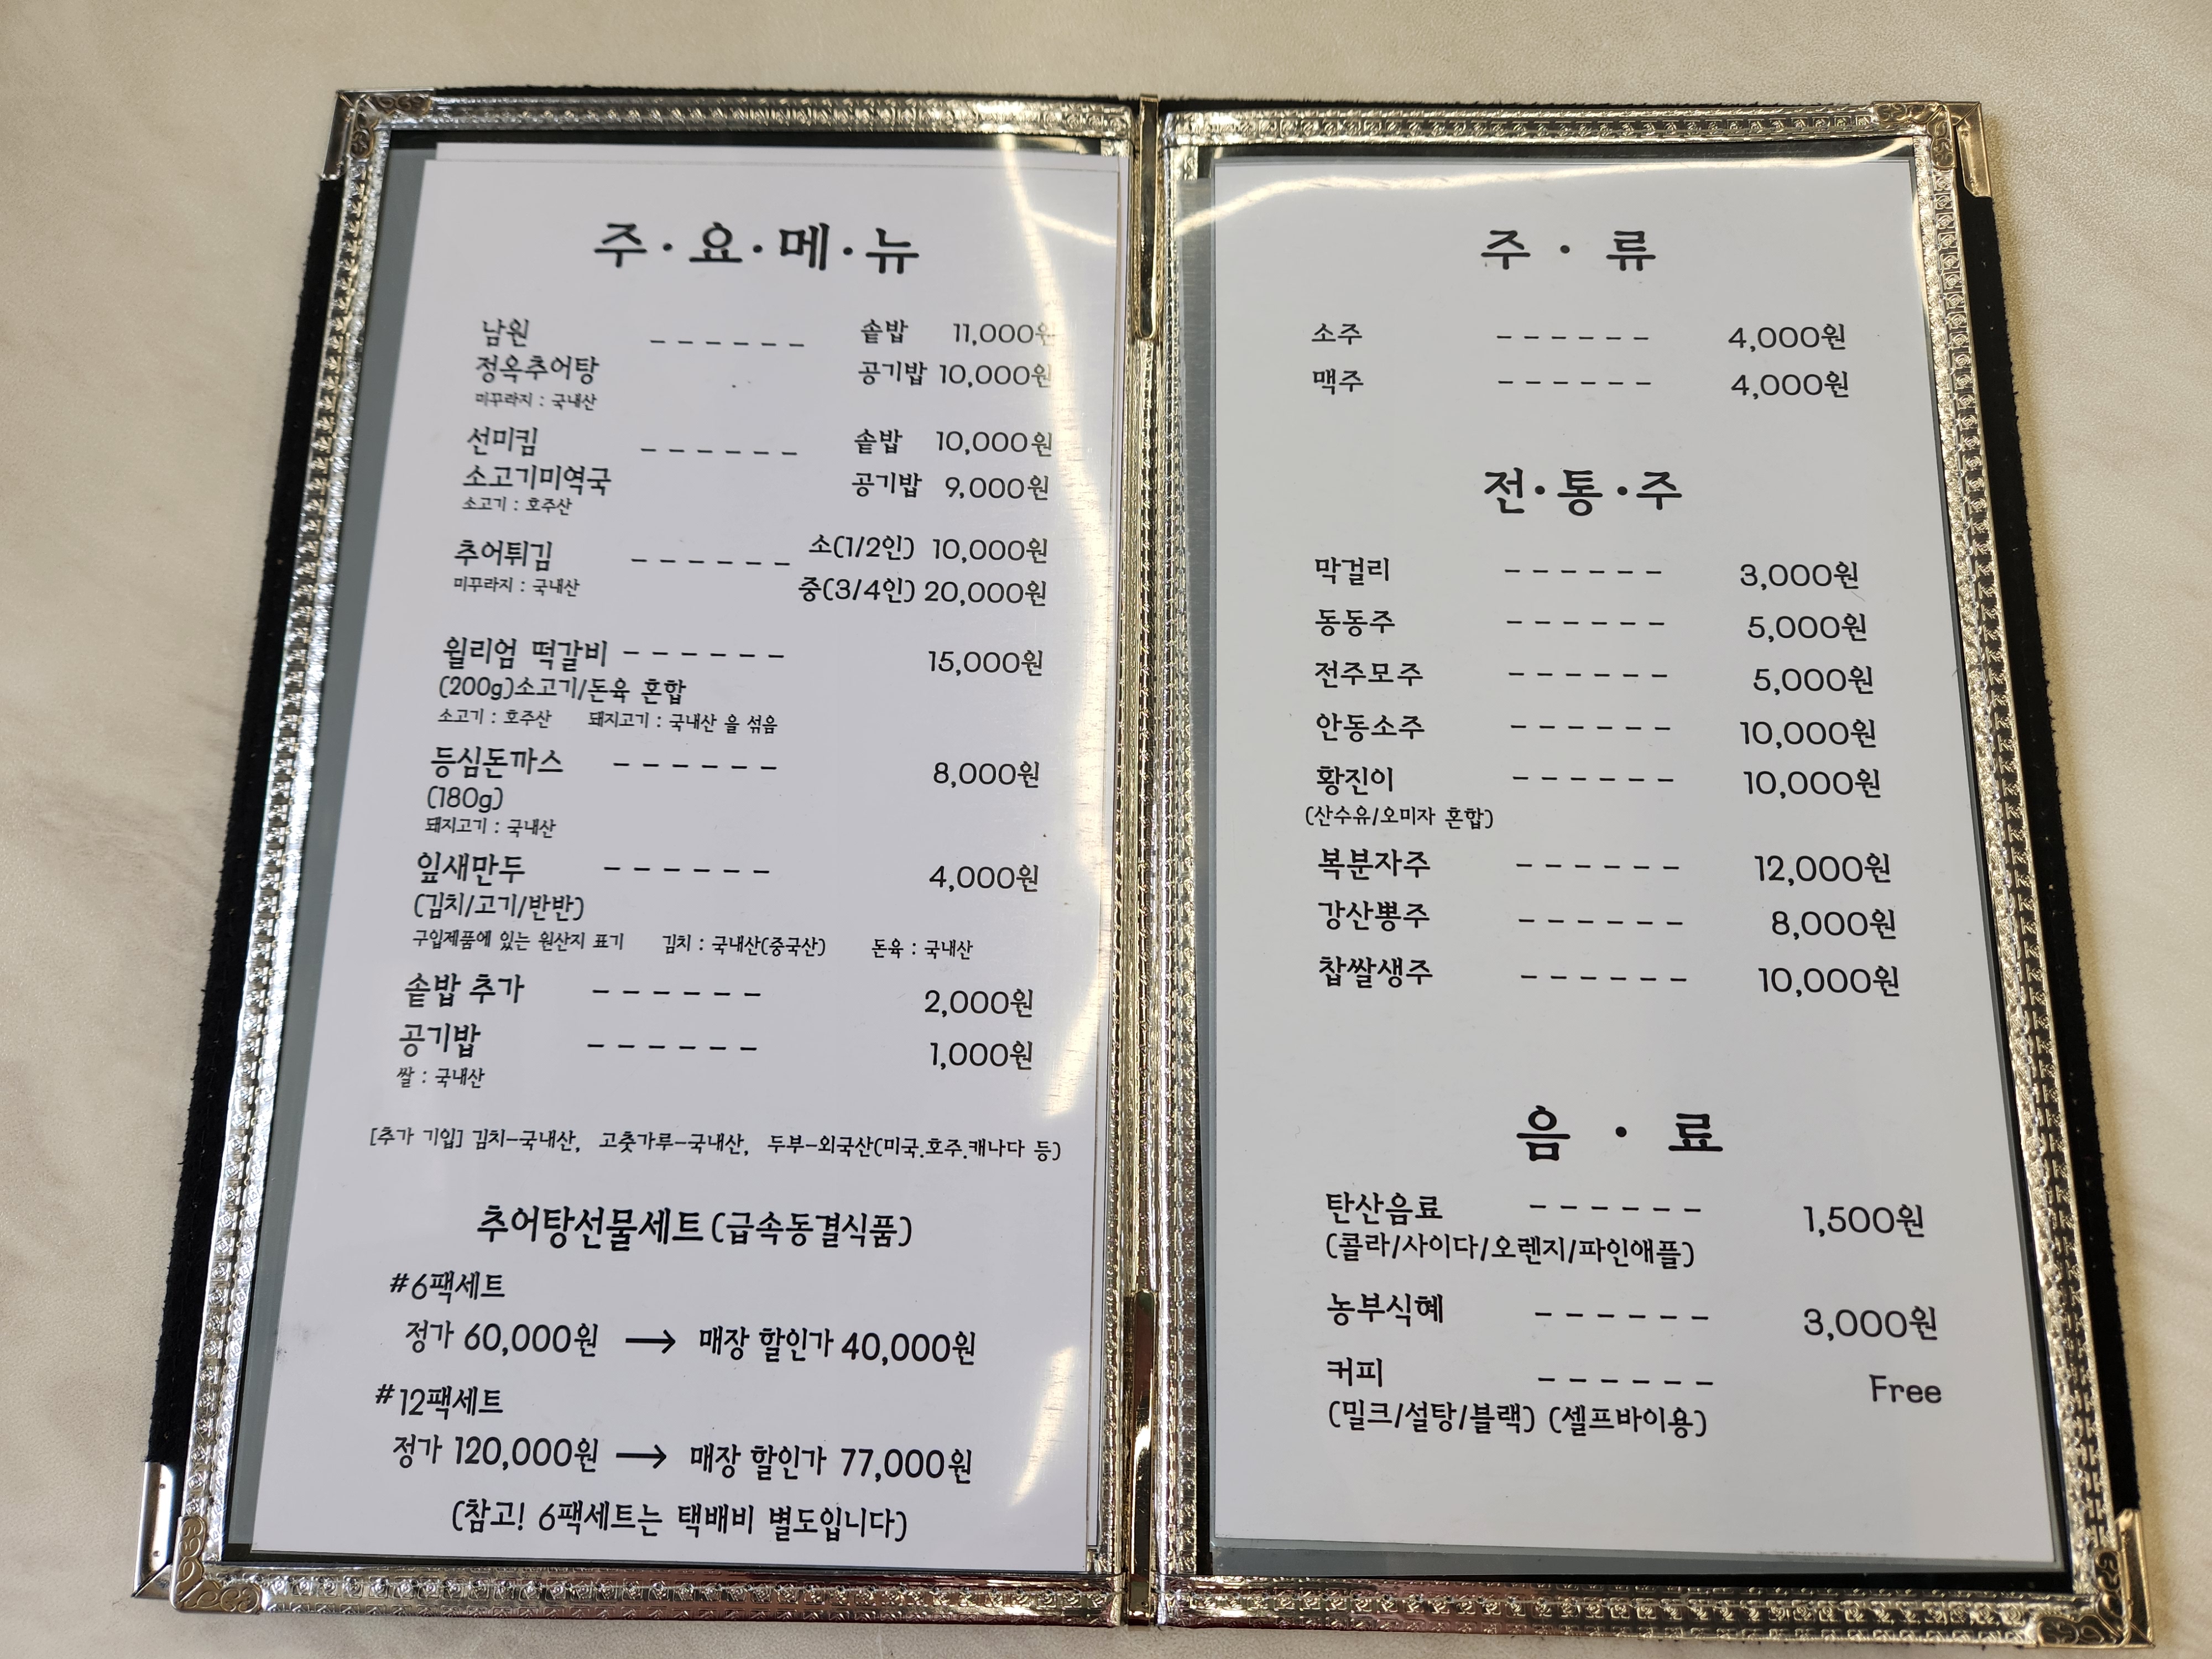 주·요·메·뉴
남원 ------ 솥밥 11,000원
정옥추어탕 공기밥 10,000원
미꾸라지 : 국내산
선미킴 ------ 솥밥 10,000원
소고기미역국 공기밥 9,000원
소고기 : 호주산
추어튀김 ------ 소(1/2인) 10,000원
미꾸라지 : 국내산 중(3/4인) 20,000원
윌리엄 떡갈비 ------ 15,000원
(200g)소고기/돈육 혼합
소고기 : 호주산 돼지고기 : 국내산 을 섞음
등심돈까스 ------ 8,000원
(180g)
돼지고기 : 국내산
잎새만두 ------ 4,000원
(김치/고기/반반)
구입제품에 있는 원산지 표기 김치 : 국내산(중국산) 돈육 : 국내산
솥밥 추가 ------ 2,000원
공기밥 ------ 1,000원
쌀 : 국내산
[추가 기입] 김치-국내산, 고춧가루-국내산, 두부-외국산(미국.호주.캐나다 등)
추어탕선물세트(급속동결식품)
#6팩세트
정가 60,000원 → 매장 할인가 40,000원
#12팩세트
정가 120,000원 → 매장 할인가 77,000원
(참고! 6팩세트는 택배비 별도입니다)
주·류
소주 ------ 4,000원
맥주 ------ 4,000원
전·통·주
막걸리 ------ 3,000원
동동주 ------ 5,000원
전주모주 ------ 5,000원
안동소주 ------ 10,000원
황진이 ------ 10,000원
(산수유/오미자 혼합)
복분자주 ------ 12,000원
강산뽕주 ------ 8,000원
찹쌀생주 ------ 10,000원
음·료
탄산음료 ------ 1,500원
(콜라/사이다/오렌지/파인애플)
농부식혜 ------ 3,000원
커피 ------ Free
(밀크/설탕/블랙) (셀프바이용)